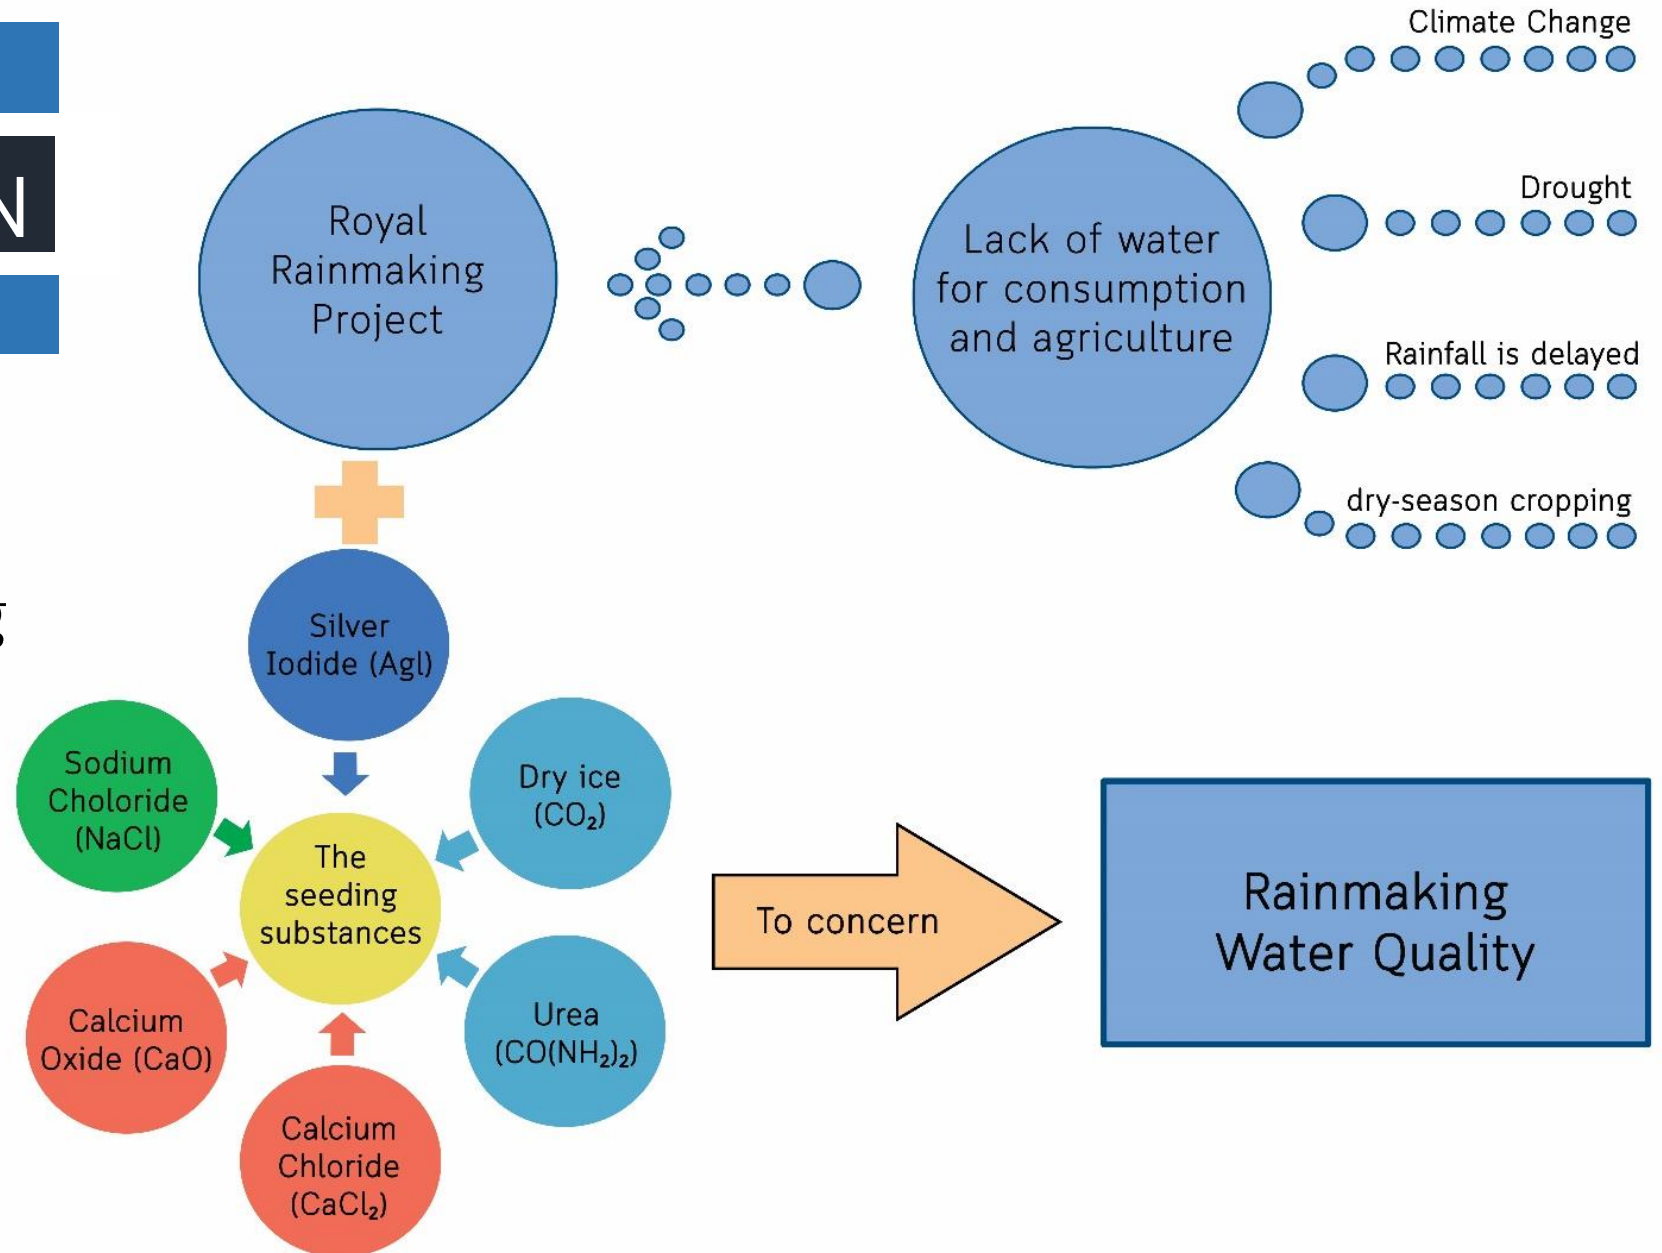 N
g
Climate Change
Drought
Rainfall is delayed
dry-season cropping
Lack of water
for consumption
and agriculture
Royal
Rainmaking
Project
Silver
Iodide (AgI)
Sodium
Choloride
(NaCl)
Dry ice
(CO₂)
The
seeding
substances
Calcium
Oxide (CaO)
Urea
(CO(NH₂)₂)
Calcium
Chloride
(CaCl₂)
To concern
Rainmaking
Water Quality